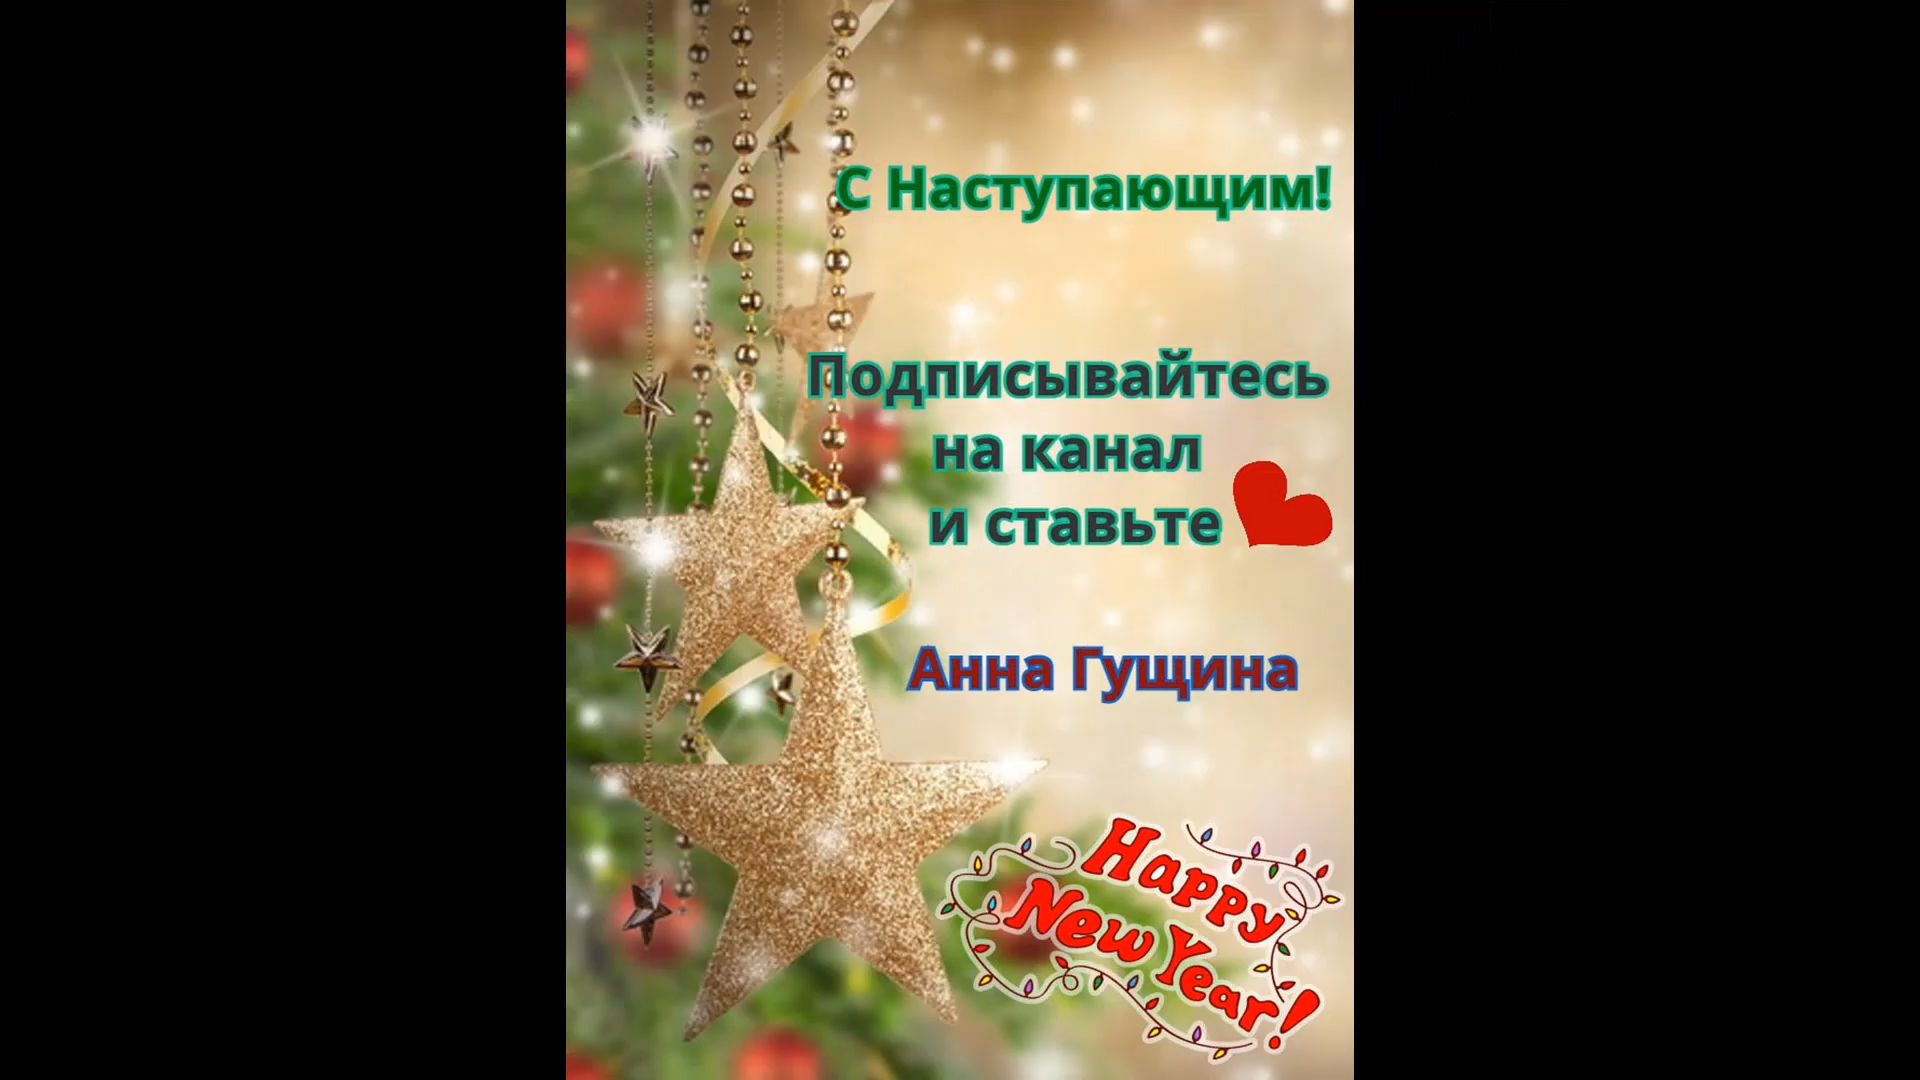 С Наступающим!
Подписывайтесь
на канал
и ставьте
Анна Гущина
Happy
New Year!